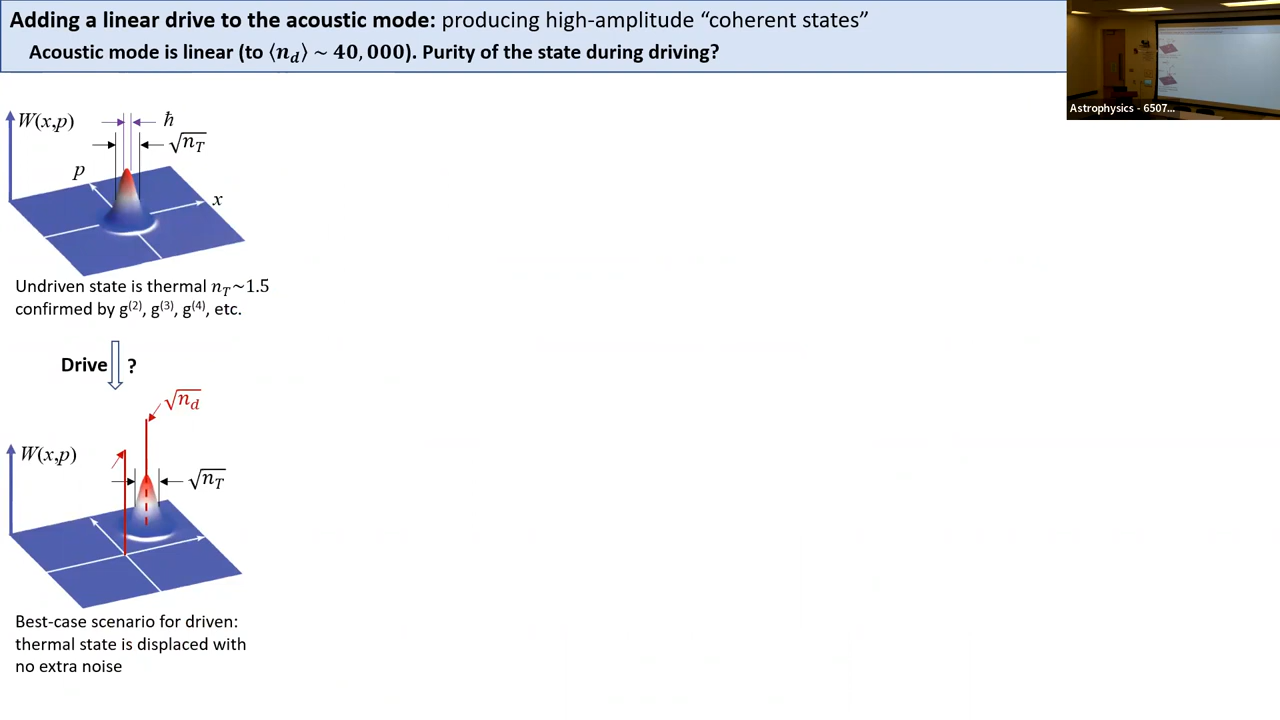 Adding a linear drive to the acoustic mode: producing high-amplitude “coherent states”
Acoustic mode is linear (to ⟨n_d⟩ ~ 40,000). Purity of the state during driving?
Astrophysics - 6507...
W(x,p)
ħ
√n_T
p
x
Undriven state is thermal n_T~1.5
confirmed by g⁽²⁾, g⁽³⁾, g⁽⁴⁾, etc.
Drive ?
√n_d
W(x,p)
√n_T
Best-case scenario for driven:
thermal state is displaced with
no extra noise